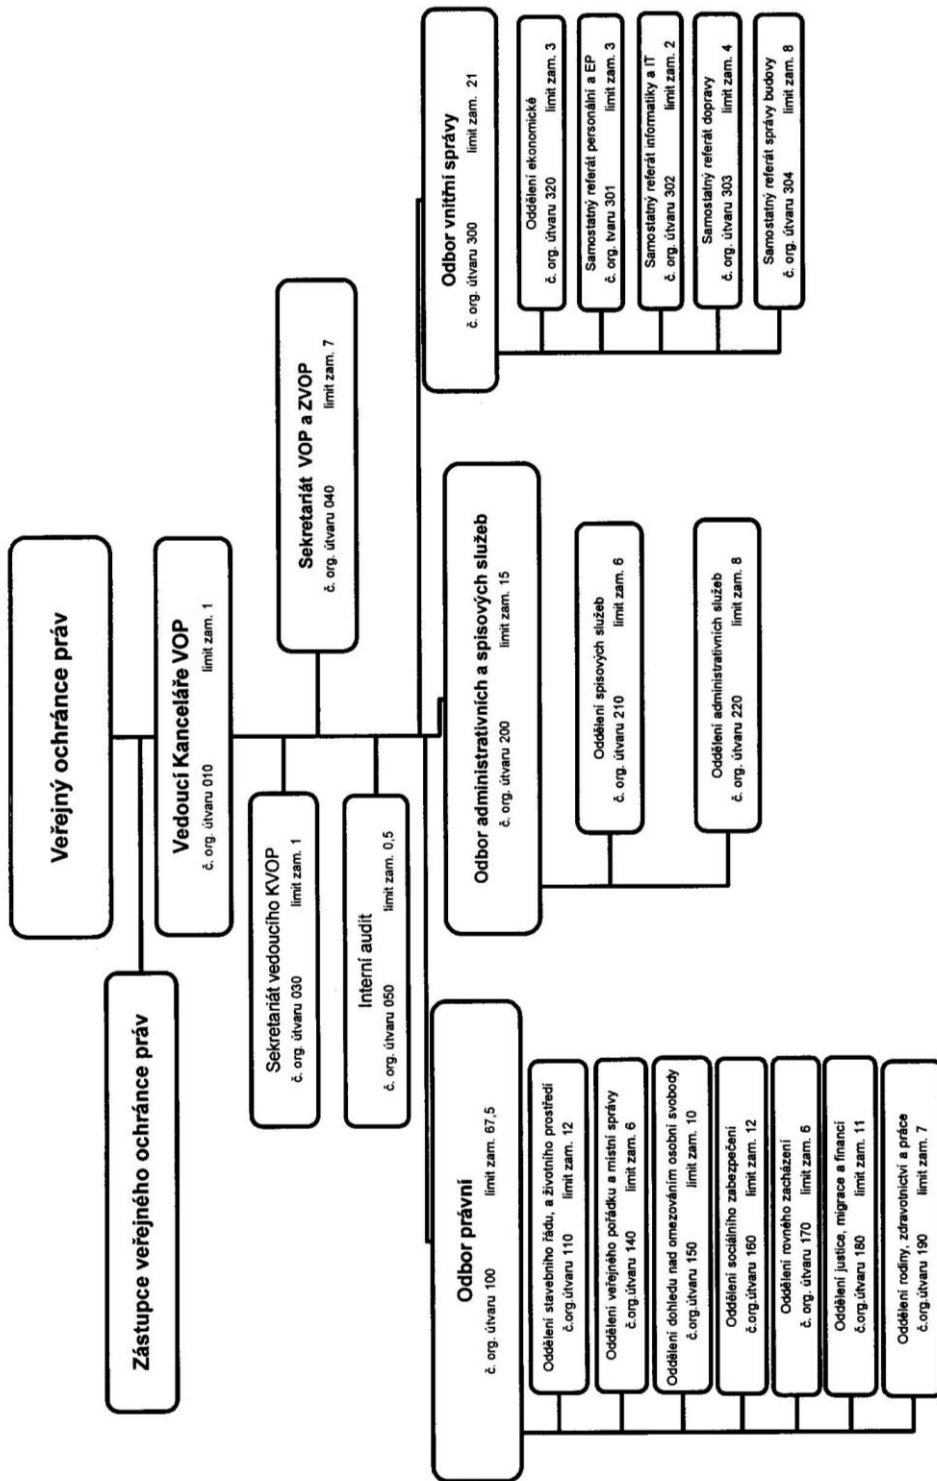 Veřejný ochránce práv
Zástupce veřejného ochránce práv
Vedoucí Kanceláře VOP
č. org. útvaru 010 limit zam. 1
Sekretariát vedoucího KVOP
č. org. útvaru 030 limit zam. 1
Sekretariát VOP a ZVOP
č. org. útvaru 040 limit zam. 7
Interní audit
č. org. útvaru 050 limit zam. 0,5
Odbor právní
č. org. útvaru 100 limit zam. 67,5
Oddělení stavebního řádu, a životního prostředí
č.org.útvaru 110 limit zam. 12
Oddělení veřejného pořádku a místní správy
č.org.útvaru 140 limit zam. 6
Oddělení dohledu nad omezováním osobní svobody
č.org.útvaru 150 limit zam. 10
Oddělení sociálního zabezpečení
č.org.útvaru 160 limit zam. 12
Oddělení rovného zacházení
č. org. útvaru 170 limit zam. 6
Oddělení justice, migrace a financí
č.org.útvaru 180 limit zam. 11
Oddělení rodiny, zdravotnictví a práce
č.org.útvaru 190 limit zam. 7
Odbor administrativních a spisových služeb
č. org. útvaru 200 limit zam. 15
Oddělení spisových služeb
č. org. útvaru 210 limit zam. 6
Oddělení administrativních služeb
č. org. útvaru 220 limit zam. 8
Odbor vnitřní správy
č. org. útvaru 300 limit zam. 21
Oddělení ekonomické
č. org. útvaru 320 limit zam. 3
Samostatný referát personální a EP
č. org. tvaru 301 limit zam. 3
Samostatný referát informatiky a IT
č. org. útvaru 302 limit zam. 2
Samostatný referát dopravy
č. org. útvaru 303 limit zam. 4
Samostatný referát správy budovy
č. org. útvaru 304 limit zam. 8